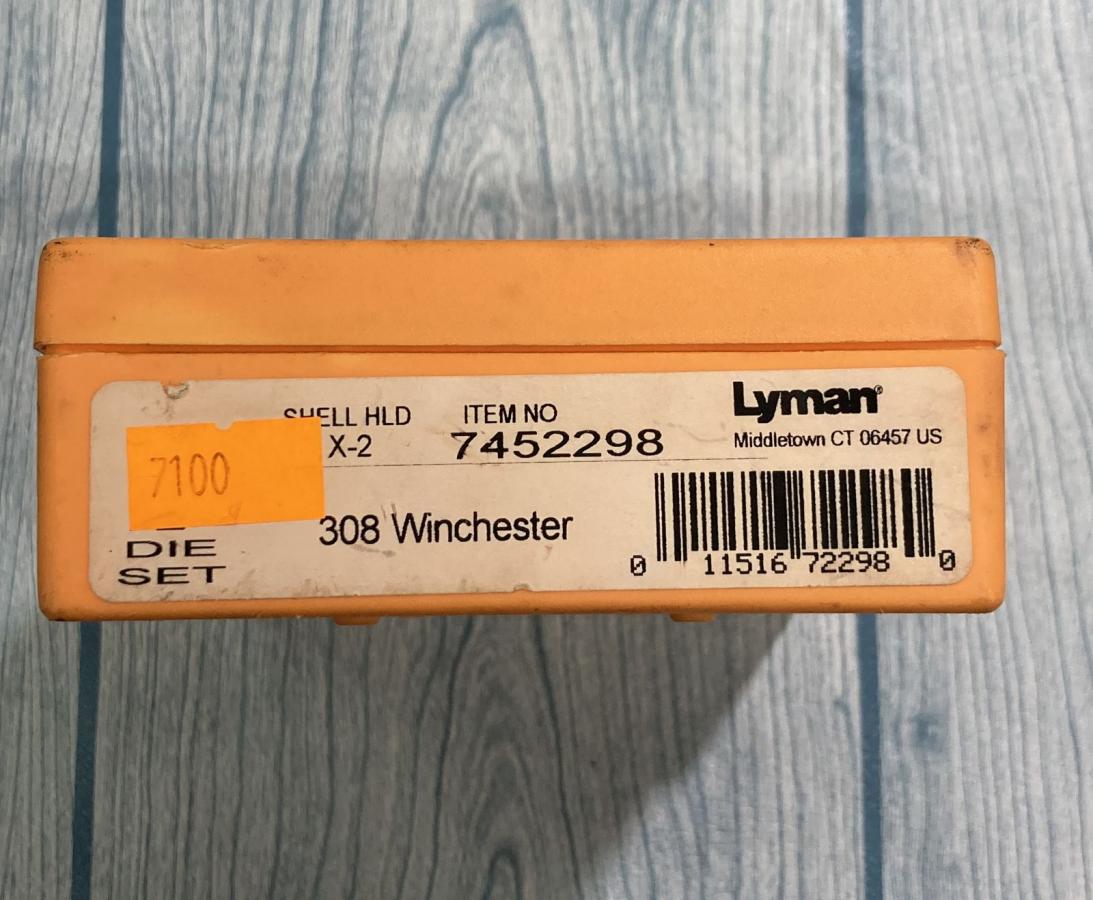 SHELL HLD
X-2
ITEM NO
7452298
Lyman®
Middletown CT 06457 US
7100
308 Winchester
DIE
SET
0 11516 72298 0